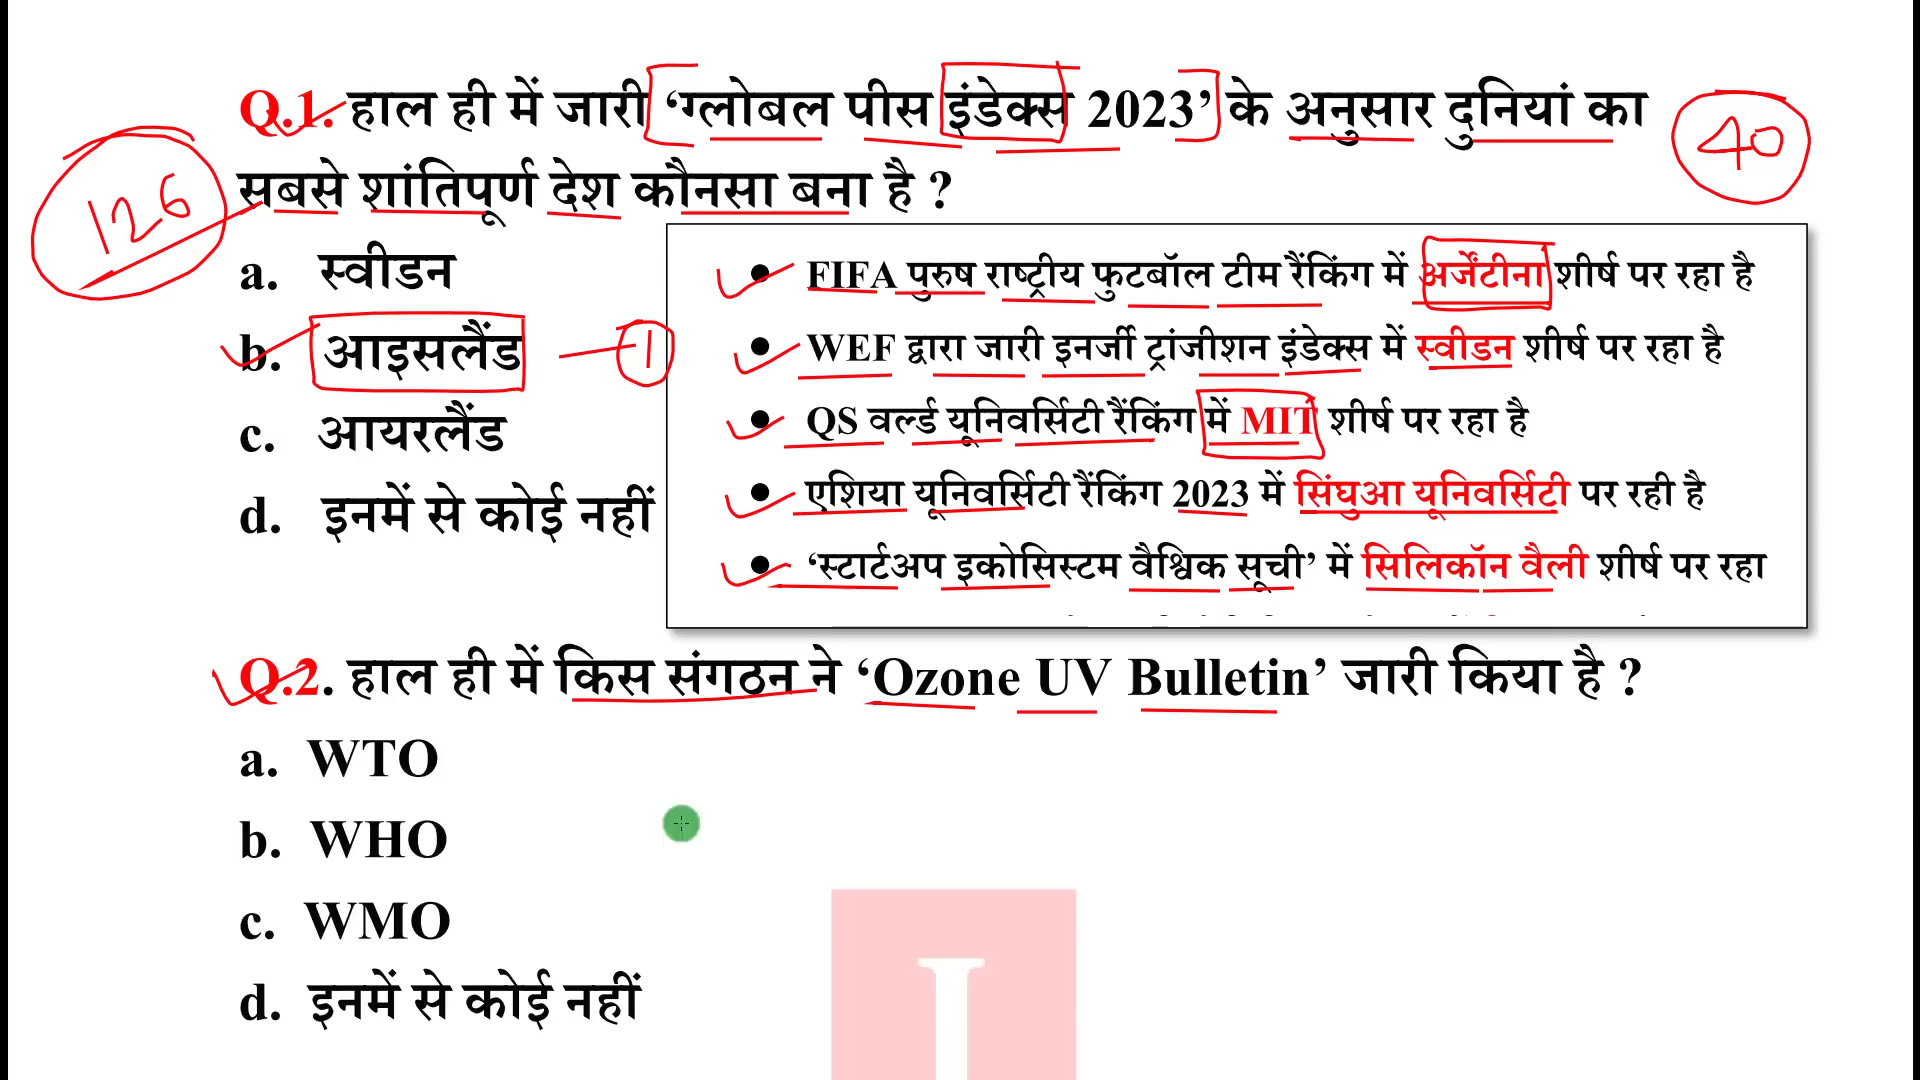 Q.1. हाल ही में जारी ‘ग्लोबल पीस इंडेक्स 2023’ के अनुसार दुनियां का
40
सबसे शांतिपूर्ण देश कौनसा बना है ?
126
a. स्वीडन
b. आइसलैंड
1
c. आयरलैंड
d. इनमें से कोई नहीं
• FIFA पुरुष राष्ट्रीय फुटबॉल टीम रैंकिंग में अर्जेंटीना शीर्ष पर रहा है
• WEF द्वारा जारी इनर्जी ट्रांजीशन इंडेक्स में स्वीडन शीर्ष पर रहा है
• QS वर्ल्ड यूनिवर्सिटी रैंकिंग में MIT शीर्ष पर रहा है
• एशिया यूनिवर्सिटी रैंकिंग 2023 में सिंघुआ यूनिवर्सिटी पर रही है
• ‘स्टार्टअप इकोसिस्टम वैश्विक सूची’ में सिलिकॉन वैली शीर्ष पर रहा
Q.2. हाल ही में किस संगठन ने ‘Ozone UV Bulletin’ जारी किया है ?
a. WTO
b. WHO
c. WMO
d. इनमें से कोई नहीं
I